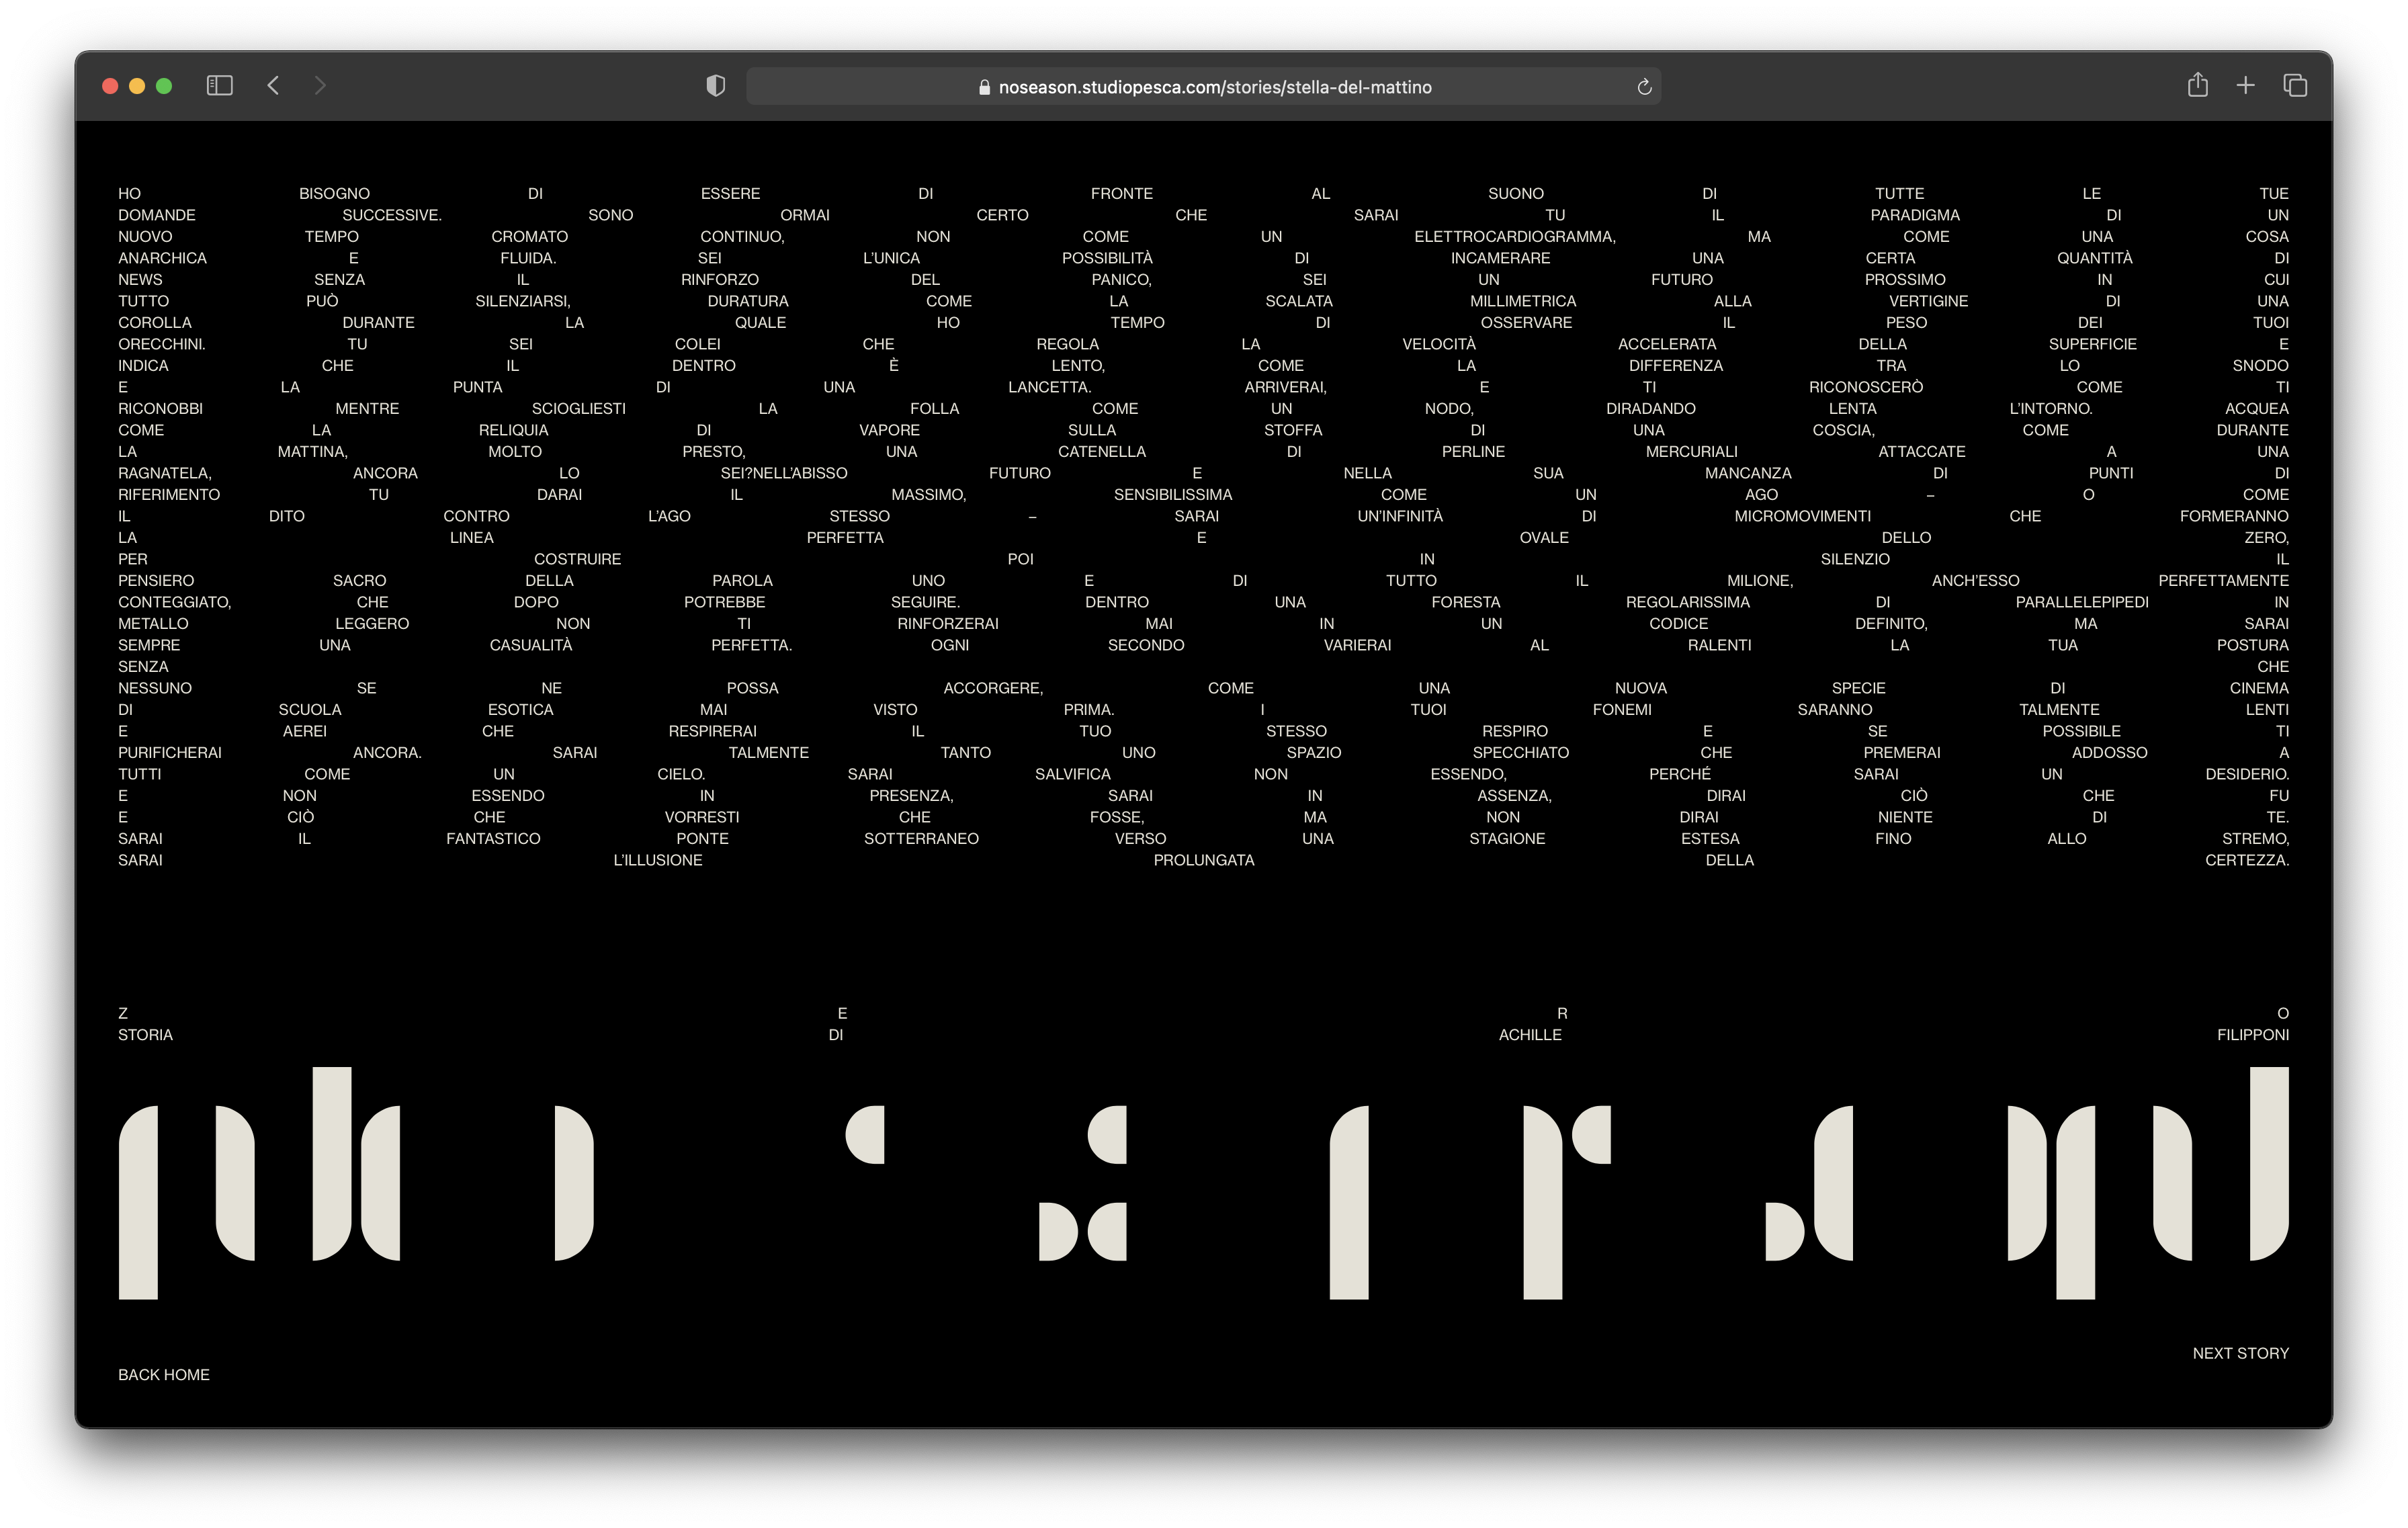 noseason.studiopesca.com/stories/stella-del-mattino
HO BISOGNO DI ESSERE DI FRONTE AL SUONO DI TUTTE LE TUE
DOMANDE SUCCESSIVE. SONO ORMAI CERTO CHE SARAI TU IL PARADIGMA DI UN
NUOVO TEMPO CROMATO CONTINUO, NON COME UN ELETTROCARDIOGRAMMA, MA COME UNA COSA
ANARCHICA E FLUIDA. SEI L'UNICA POSSIBILITÀ DI INCAMERARE UNA CERTA QUANTITÀ DI
NEWS SENZA IL RINFORZO DEL PANICO, SEI UN FUTURO PROSSIMO IN CUI
TUTTO PUÒ SILENZIARSI, DURATURA COME LA SCALATA MILLIMETRICA ALLA VERTIGINE DI UNA
COROLLA DURANTE LA QUALE HO TEMPO DI OSSERVARE IL PESO DEI TUOI
ORECCHINI. TU SEI COLEI CHE REGOLA LA VELOCITÀ ACCELERATA DELLA SUPERFICIE E
INDICA CHE IL DENTRO È LENTO, COME LA DIFFERENZA TRA LO SNODO
E LA PUNTA DI UNA LANCETTA. ARRIVERAI, E TI RICONOSCERÒ COME TI
RICONOBBI MENTRE SCIOGLIESTI LA FOLLA COME UN NODO, DIRADANDO LENTA L'INTORNO. ACQUEA
COME LA RELIQUIA DI VAPORE SULLA STOFFA DI UNA COSCIA, COME DURANTE
LA MATTINA, MOLTO PRESTO, UNA CATENELLA DI PERLINE MERCURIALI ATTACCATE A UNA
RAGNATELA, ANCORA LO SEI?NELL'ABISSO FUTURO E NELLA SUA MANCANZA DI PUNTI DI
RIFERIMENTO TU DARAI IL MASSIMO, SENSIBILISSIMA COME UN AGO – O COME
IL DITO CONTRO L'AGO STESSO – SARAI UN'INFINITÀ DI MICROMOVIMENTI CHE FORMERANNO
LA LINEA PERFETTA E OVALE DELLO ZERO,
PER COSTRUIRE POI IN SILENZIO IL
PENSIERO SACRO DELLA PAROLA UNO E DI TUTTO IL MILIONE, ANCH'ESSO PERFETTAMENTE
CONTEGGIATO, CHE DOPO POTREBBE SEGUIRE. DENTRO UNA FORESTA REGOLARISSIMA DI PARALLELEPIPEDI IN
METALLO LEGGERO NON TI RINFORZERAI MAI IN UN CODICE DEFINITO, MA SARAI
SEMPRE UNA CASUALITÀ PERFETTA. OGNI SECONDO VARIERAI AL RALENTI LA TUA POSTURA
SENZA CHE
NESSUNO SE NE POSSA ACCORGERE, COME UNA NUOVA SPECIE DI CINEMA
DI SCUOLA ESOTICA MAI VISTO PRIMA. I TUOI FONEMI SARANNO TALMENTE LENTI
E AEREI CHE RESPIRERAI IL TUO STESSO RESPIRO E SE POSSIBILE TI
PURIFICHERAI ANCORA. SARAI TALMENTE TANTO UNO SPAZIO SPECCHIATO CHE PREMERAI ADDOSSO A
TUTTI COME UN CIELO. SARAI SALVIFICA NON ESSENDO, PERCHÉ SARAI UN DESIDERIO.
E NON ESSENDO IN PRESENZA, SARAI IN ASSENZA, DIRAI CIÒ CHE FU
E CIÒ CHE VORRESTI CHE FOSSE, MA NON DIRAI NIENTE DI TE.
SARAI IL FANTASTICO PONTE SOTTERRANEO VERSO UNA STAGIONE ESTESA FINO ALLO STREMO,
SARAI L'ILLUSIONE PROLUNGATA DELLA CERTEZZA.
Z E R O
STORIA DI ACHILLE FILIPPONI
NEXT STORY
BACK HOME